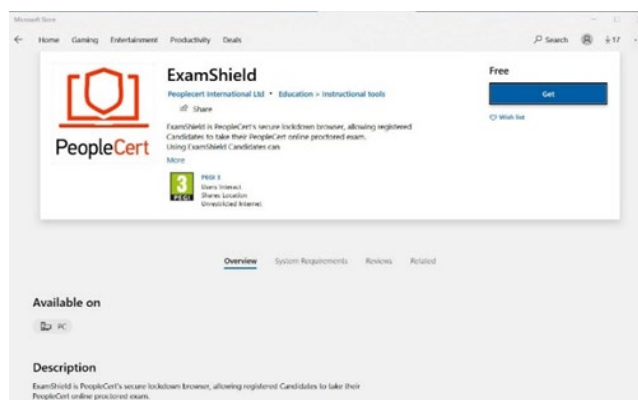 Microsoft Store
Home Gaming Entertainment Productivity Deals
Search
17
ExamShield
Peoplecert International Ltd • Education > Instructional tools
Share
ExamShield is PeopleCert's secure lockdown browser, allowing registered
Candidates to take their PeopleCert online proctored exam.
Using ExamShield Candidates can
More
PeopleCert
3
PEGI
PEGI 3
Users Interact
Shares Location
Unrestricted Internet
Free
Get
Wish list
Overview System Requirements Reviews Related
Available on
PC
Description
ExamShield is PeopleCert's secure lockdown browser, allowing registered Candidates to take their
PeopleCert online proctored exam.